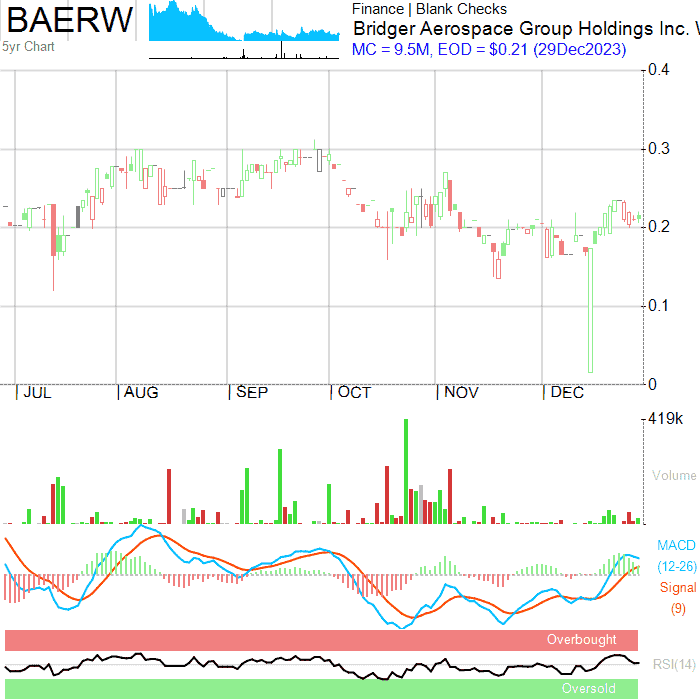 BAERW
5yr Chart
Finance | Blank Checks
Bridger Aerospace Group Holdings Inc. W
MC = 9.5M, EOD = $0.21 (29Dec2023)
0.4
0.3
0.2
0.1
0
JUL
AUG
SEP
OCT
NOV
DEC
419k
Volume
MACD
(12-26)
Signal
(9)
Overbought
RSI(14)
Oversold